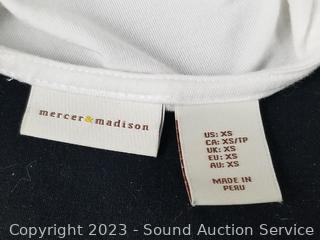 mercer&madison
US: XS
CA: XS/TP
UK: XS
EU: XS
AU: XS
MADE IN
PERU
Copyright 2023 - Sound Auction Service